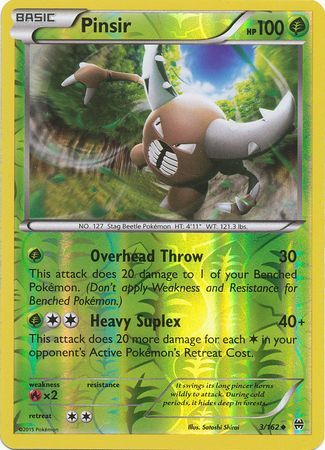 BASIC
Pinsir
HP 100
NO. 127 Stag Beetle Pokémon HT: 4'11" WT: 121.3 lbs.
Overhead Throw 30
This attack does 20 damage to 1 of your Benched
Pokémon. (Don't apply Weakness and Resistance for
Benched Pokémon.)
Heavy Suplex 40+
This attack does 20 more damage for each in your
opponent's Active Pokémon's Retreat Cost.
weakness resistance
×2
retreat
It swings its long pincer horns
wildly to attack. During cold
periods, it hides deep in forests.
©2015 Pokémon
Illus. Satoshi Shirai
3/162